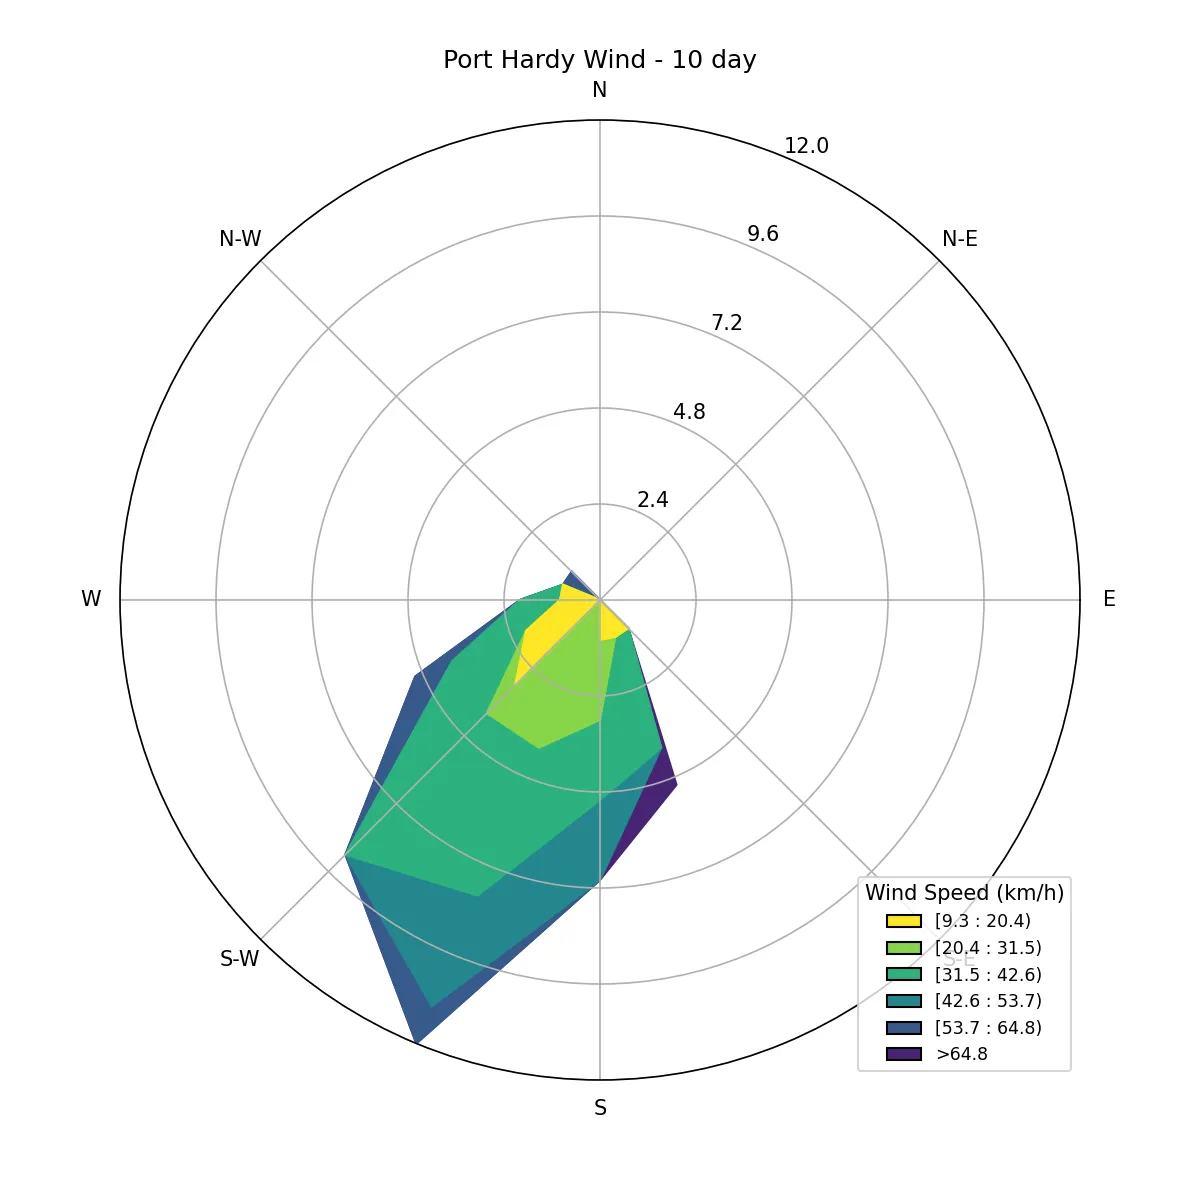 Port Hardy Wind - 10 day
N
12.0
N-W
9.6
N-E
7.2
4.8
2.4
W
E
S-W
S-E
S
Wind Speed (km/h)
[9.3 : 20.4)
[20.4 : 31.5)
[31.5 : 42.6)
[42.6 : 53.7)
[53.7 : 64.8)
>64.8